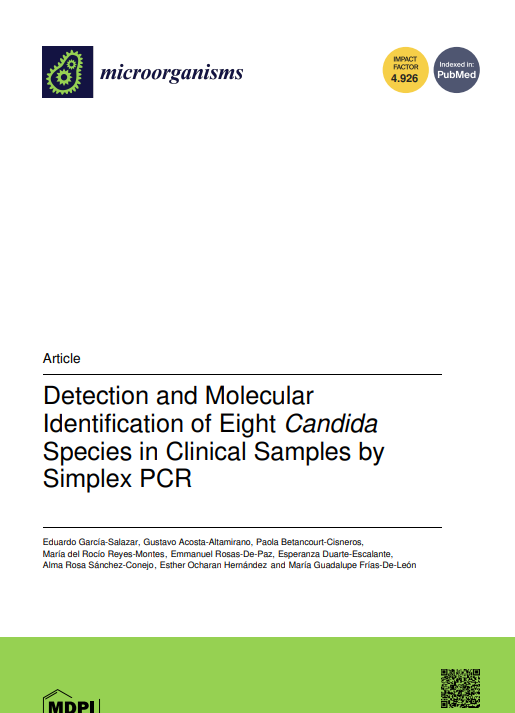 microorganisms
IMPACT
FACTOR
4.926
Indexed in:
PubMed
Article
Detection and Molecular
Identification of Eight Candida
Species in Clinical Samples by
Simplex PCR
Eduardo García-Salazar, Gustavo Acosta-Altamirano, Paola Betancourt-Cisneros,
María del Rocío Reyes-Montes, Emmanuel Rosas-De-Paz, Esperanza Duarte-Escalante,
Alma Rosa Sánchez-Conejo, Esther Ocharan Hernández and María Guadalupe Frías-De-León
MDPI